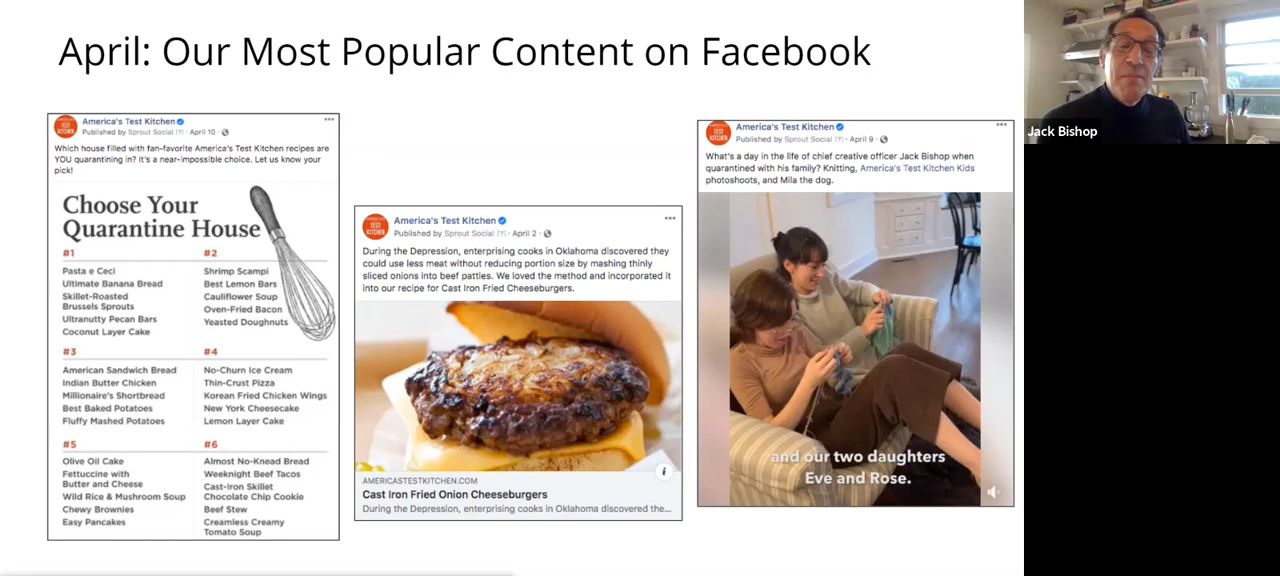 April: Our Most Popular Content on Facebook
America's Test Kitchen
Published by Sprout Social [?] · April 10 ·
Which house filled with fan-favorite America's Test Kitchen recipes are
YOU quarantining in? It's a near-impossible choice. Let us know your
pick!
Choose Your
Quarantine House
#1
Pasta e Ceci
Ultimate Banana Bread
Skillet-Roasted
Brussels Sprouts
Ultranutty Pecan Bars
Coconut Layer Cake
#2
Shrimp Scampi
Best Lemon Bars
Cauliflower Soup
Oven-Fried Bacon
Yeasted Doughnuts
#3
American Sandwich Bread
Indian Butter Chicken
Millionaire's Shortbread
Best Baked Potatoes
Fluffy Mashed Potatoes
#4
No-Churn Ice Cream
Thin-Crust Pizza
Korean Fried Chicken Wings
New York Cheesecake
Lemon Layer Cake
#5
Olive Oil Cake
Fettuccine with
Butter and Cheese
Wild Rice & Mushroom Soup
Chewy Brownies
Easy Pancakes
#6
Almost No-Knead Bread
Weeknight Beef Tacos
Cast-Iron Skillet
Chocolate Chip Cookie
Beef Stew
Creamless Creamy
Tomato Soup
TEST
KITCHEN
America's Test Kitchen
Published by Sprout Social [?] · April 2 ·
During the Depression, enterprising cooks in Oklahoma discovered they
could use less meat without reducing portion size by mashing thinly
sliced onions into beef patties. We loved the method and incorporated it
into our recipe for Cast Iron Fried Cheeseburgers.
AMERICASTESTKITCHEN.COM
Cast Iron Fried Onion Cheeseburgers
During the Depression, enterprising cooks in Oklahoma discovered the...
TEST
KITCHEN
America's Test Kitchen
Published by Sprout Social [?] · April 9 ·
What's a day in the life of chief creative officer Jack Bishop when
quarantined with his family? Knitting, America's Test Kitchen Kids
photoshoots, and Mila the dog.
TEST
KITCHEN
and our two daughters
Eve and Rose.
Jack Bishop